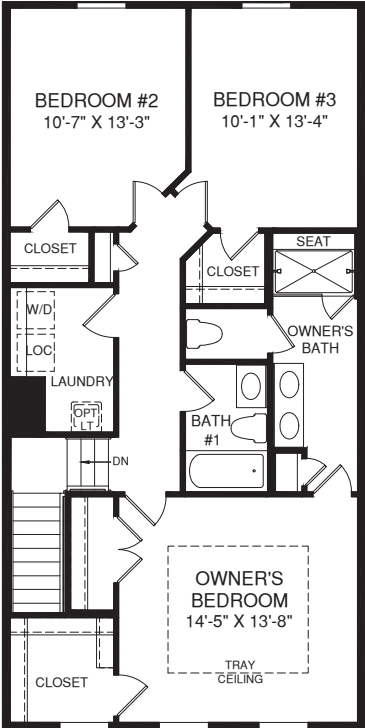 BEDROOM #2
10'-7" X 13'-3"
BEDROOM #3
10'-1" X 13'-4"
CLOSET
CLOSET
SEAT
W/D
LOC
LAUNDRY
OPT
LT
OWNER'S
BATH
BATH
#1
DN
OWNER'S
BEDROOM
14'-5" X 13'-8"
TRAY
CEILING
CLOSET